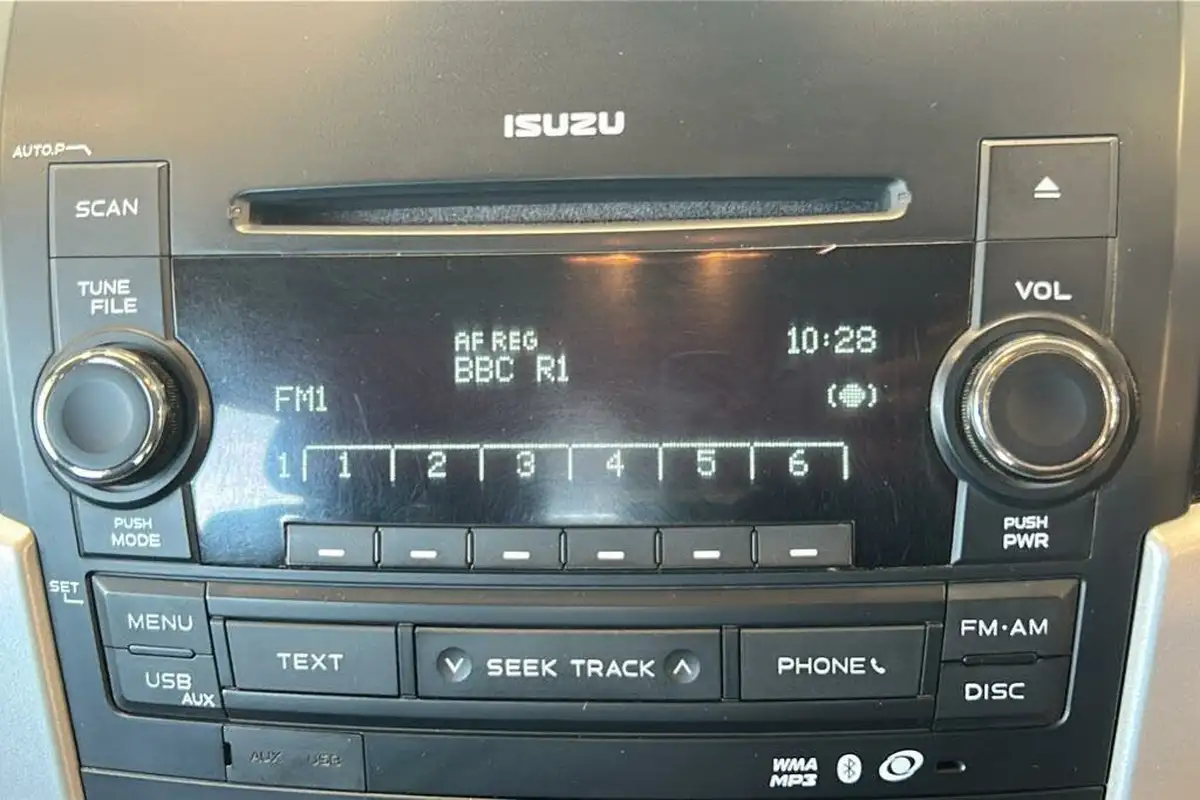 ISUZU
AUTO.P
SCAN
TUNE
FILE
VOL
AF REG
10:28
BBC R1
FM1
1 1 2 3 4 5 6
PUSH
MODE
PUSH
PWR
SET
MENU
FM·AM
TEXT
SEEK TRACK
PHONE
USB
AUX
DISC
AUX USB
WMA
MP3